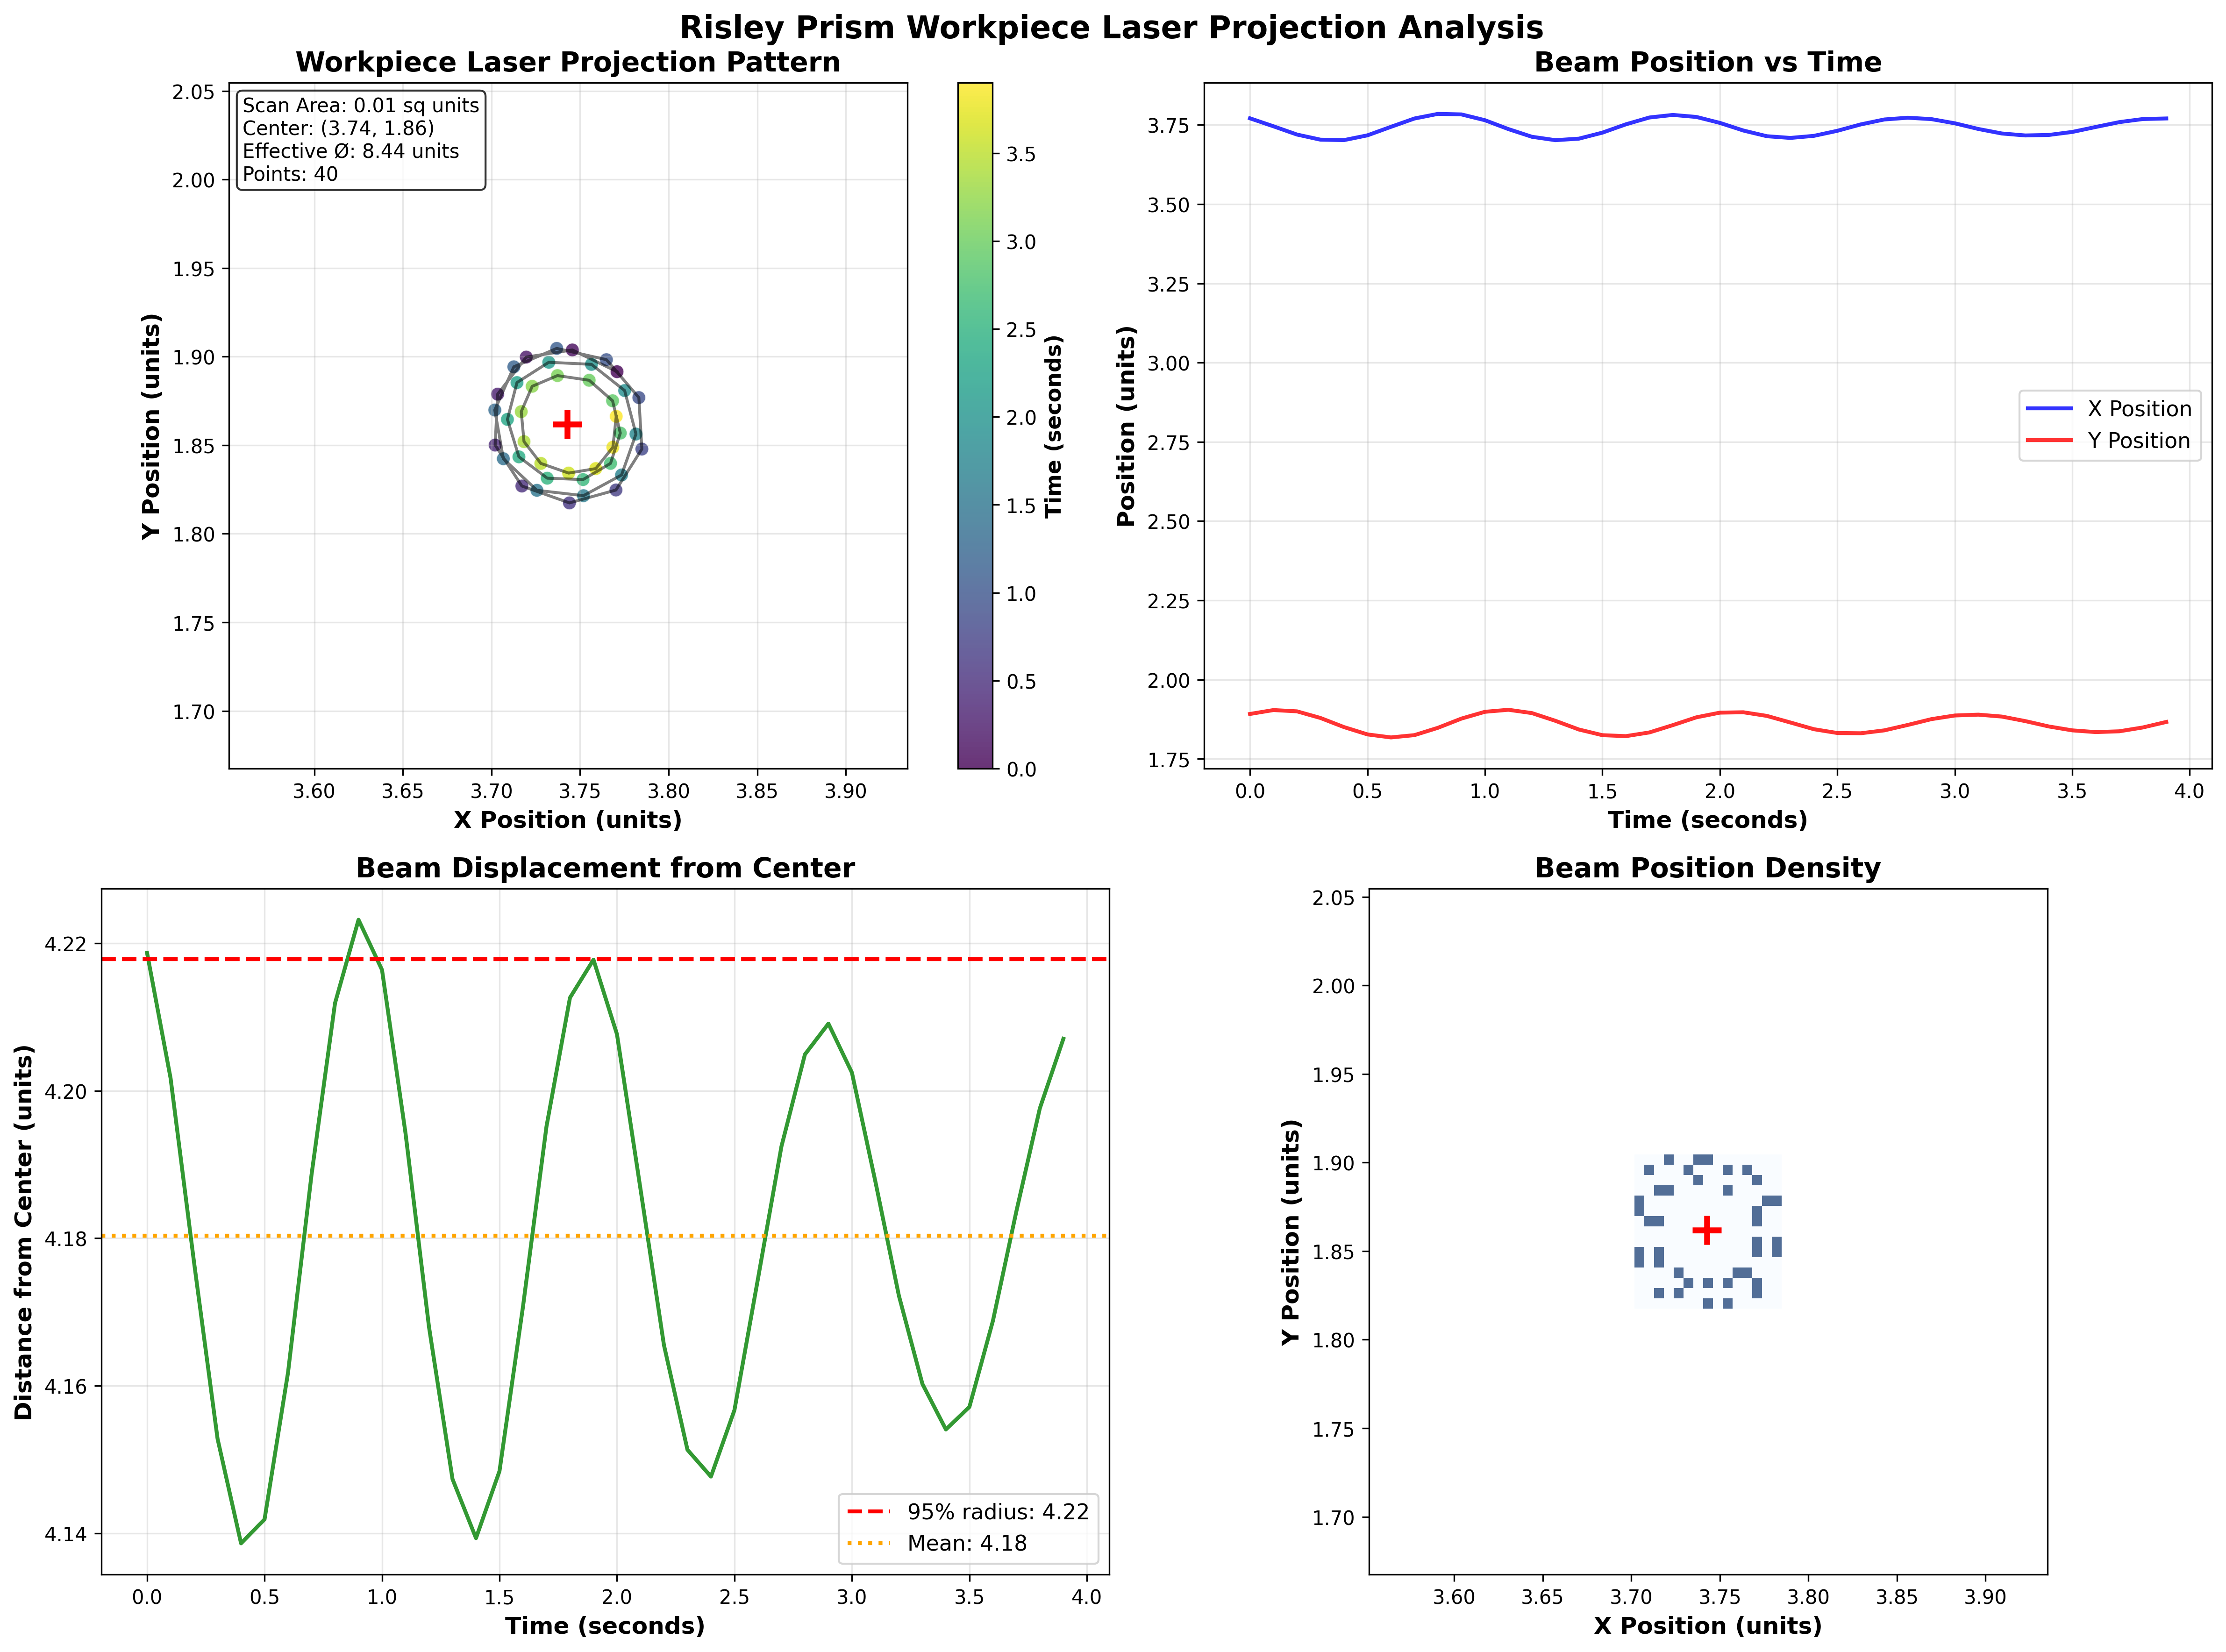 Risley Prism Workpiece Laser Projection Analysis
Workpiece Laser Projection Pattern
Scan Area: 0.01 sq units
Center: (3.74, 1.86)
Effective Ø: 8.44 units
Points: 40
2.05
2.00
1.95
1.90
1.85
1.80
1.75
1.70
Y Position (units)
3.60 3.65 3.70 3.75 3.80 3.85 3.90
X Position (units)
3.5
3.0
2.5
2.0
1.5
1.0
0.5
0.0
Time (seconds)
Beam Position vs Time
3.75
3.50
3.25
3.00
2.75
2.50
2.25
2.00
1.75
Position (units)
X Position
Y Position
0.0 0.5 1.0 1.5 2.0 2.5 3.0 3.5 4.0
Time (seconds)
Beam Displacement from Center
4.22
4.20
4.18
4.16
4.14
Distance from Center (units)
95% radius: 4.22
Mean: 4.18
0.0 0.5 1.0 1.5 2.0 2.5 3.0 3.5 4.0
Time (seconds)
Beam Position Density
2.05
2.00
1.95
1.90
1.85
1.80
1.75
1.70
Y Position (units)
3.60 3.65 3.70 3.75 3.80 3.85 3.90
X Position (units)